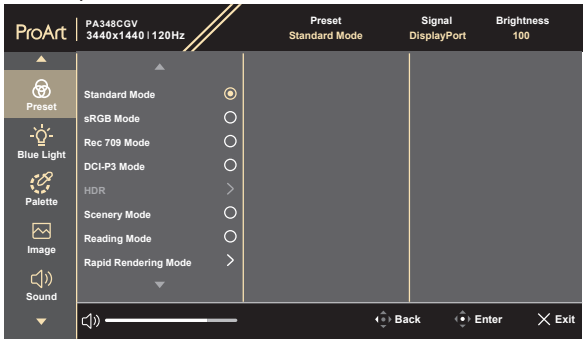 ProArt
PA348CGV
3440x1440 | 120Hz
Preset
Standard Mode
Signal
DisplayPort
Brightness
100
Preset
Blue Light
Palette
Image
Sound
Standard Mode
sRGB Mode
Rec 709 Mode
DCI-P3 Mode
HDR
Scenery Mode
Reading Mode
Rapid Rendering Mode
Back
Enter
Exit